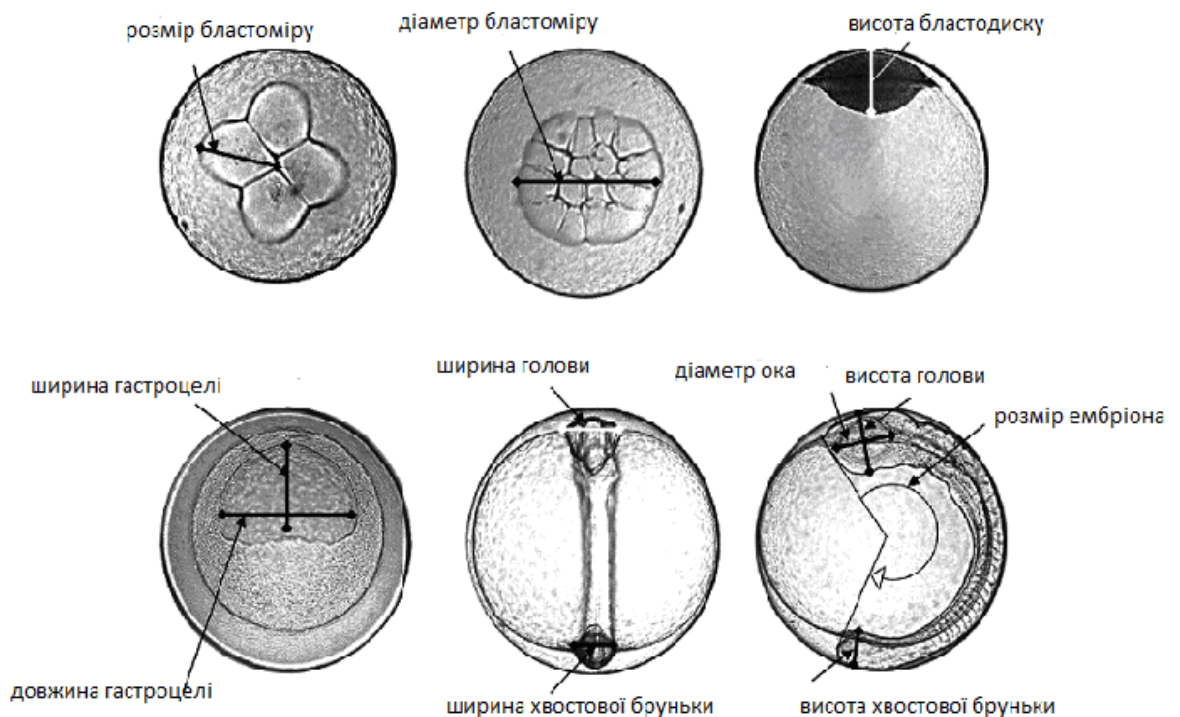 розмір бластоміру
діаметр бластоміру
висота бластодиску
ширина гастроцелі
ширина голови
діаметр ока
висота голови
розмір ембріона
довжина гастроцелі
ширина хвостової бруньки
висота хвостової бруньки